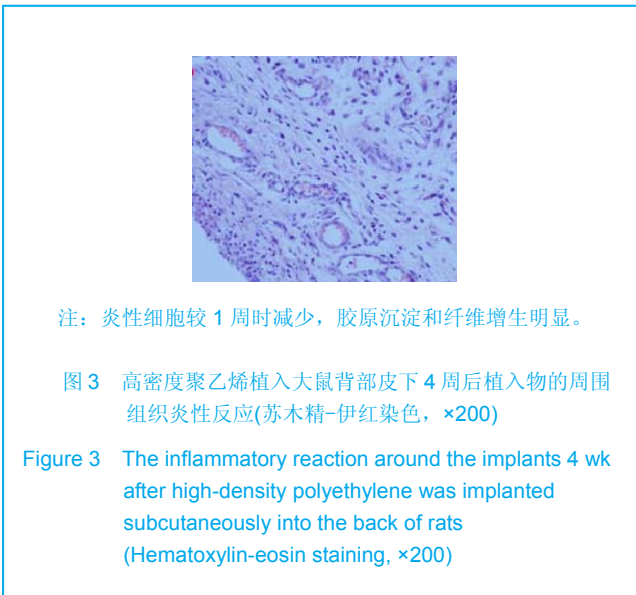 注：炎性细胞较 1 周时减少，胶原沉淀和纤维增生明显。
图 3 高密度聚乙烯植入大鼠背部皮下 4 周后植入物的周围
组织炎性反应(苏木精-伊红染色，×200)
Figure 3 The inflammatory reaction around the implants 4 wk
after high-density polyethylene was implanted
subcutaneously into the back of rats
(Hematoxylin-eosin staining, ×200)